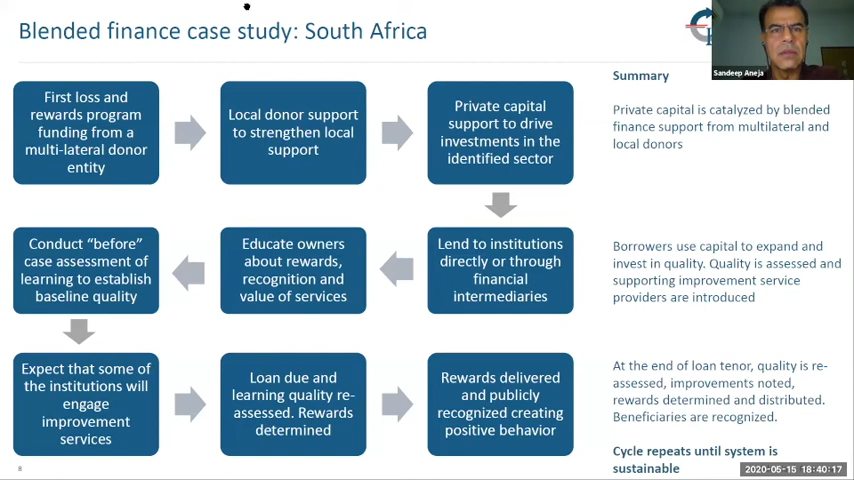 Blended finance case study: South Africa
Sandeep Aneja
First loss and
rewards program
funding from a
multi-lateral donor
entity
Local donor support
to strengthen local
support
Private capital
support to drive
investments in the
identified sector
Summary
Private capital is catalyzed by blended
finance support from multilateral and
local donors
Conduct “before”
case assessment of
learning to establish
baseline quality
Educate owners
about rewards,
recognition and
value of services
Lend to institutions
directly or through
financial
intermediaries
Borrowers use capital to expand and
invest in quality. Quality is assessed and
supporting improvement service
providers are introduced
Expect that some of
the institutions will
engage
improvement
services
Loan due and
learning quality re-
assessed. Rewards
determined
Rewards delivered
and publicly
recognized creating
positive behavior
At the end of loan tenor, quality is re-
assessed, improvements noted,
rewards determined and distributed.
Beneficiaries are recognized.
Cycle repeats until system is
sustainable
8
2020-05-15 18:40:17